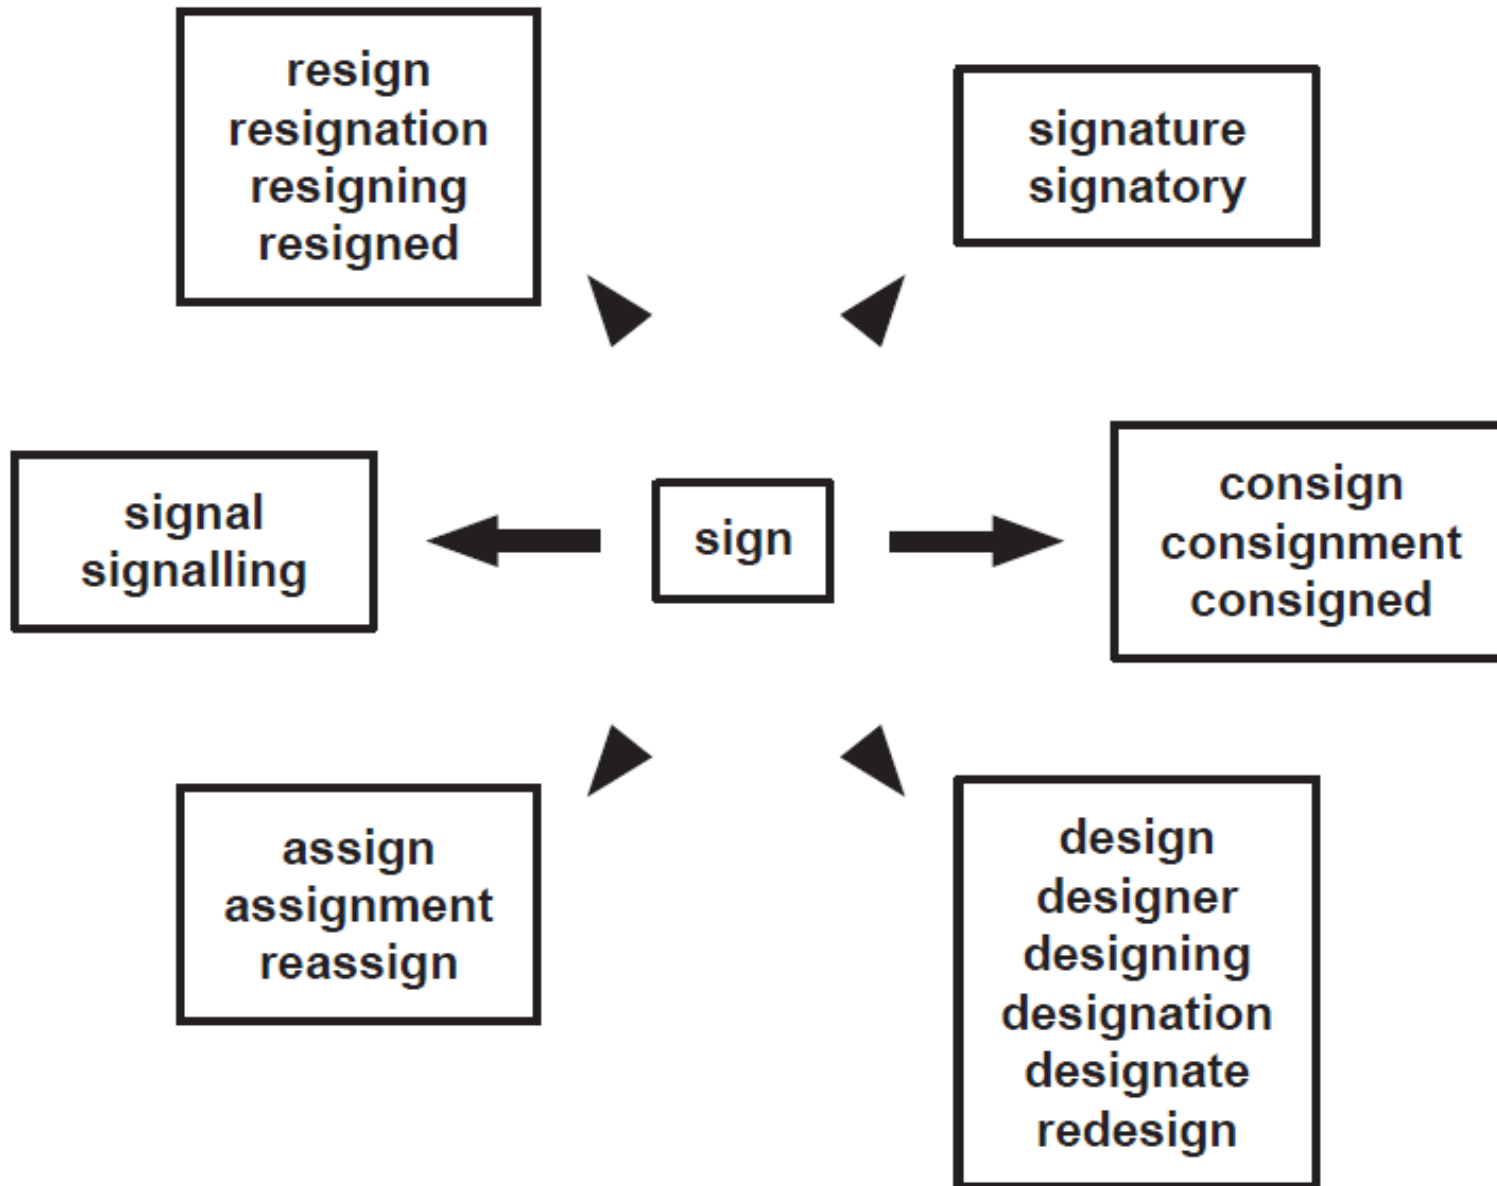 resign
resignation
resigning
resigned
signature
signatory
signal
signalling
sign
consign
consignment
consigned
assign
assignment
reassign
design
designer
designing
designation
designate
redesign